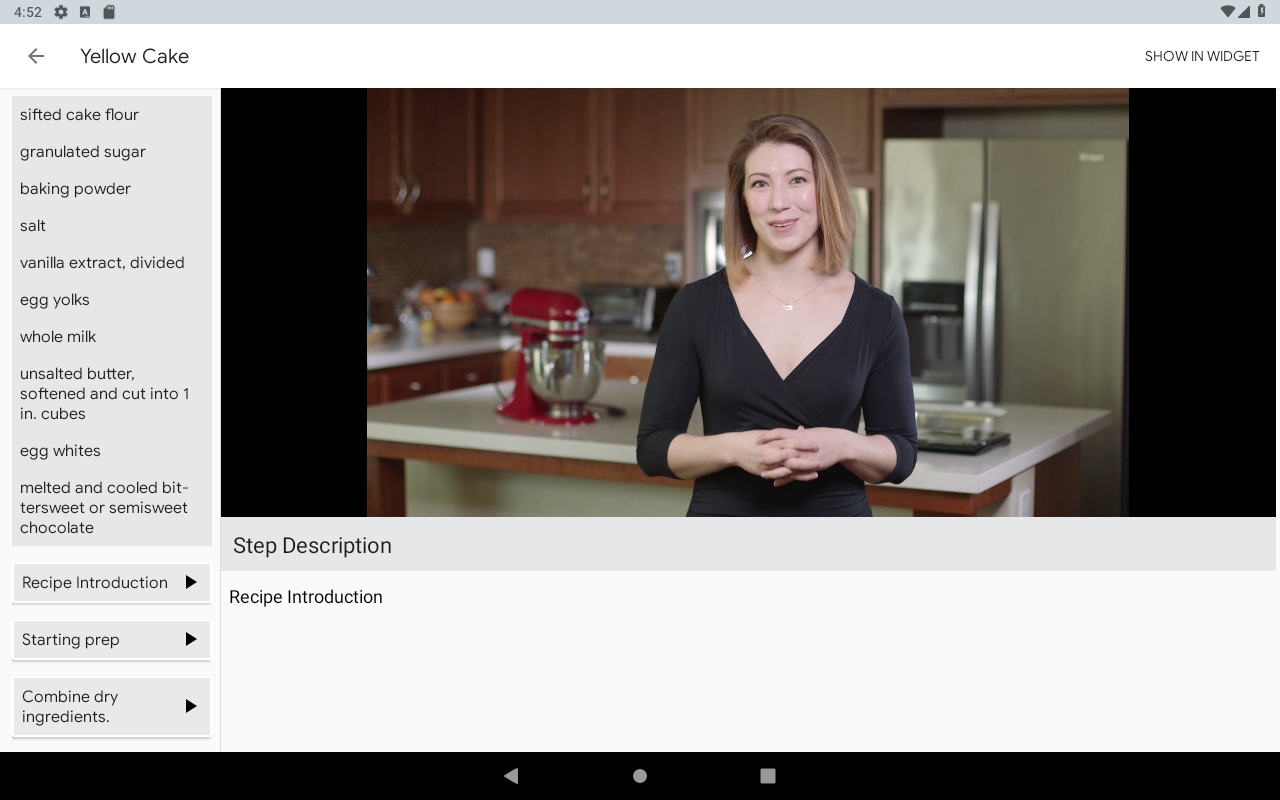 4:52
Yellow Cake
SHOW IN WIDGET
sifted cake flour
granulated sugar
baking powder
salt
vanilla extract, divided
egg yolks
whole milk
unsalted butter,
softened and cut into 1
in. cubes
egg whites
melted and cooled bit-
tersweet or semisweet
chocolate
Recipe Introduction
Starting prep
Combine dry
ingredients.
Step Description
Recipe Introduction